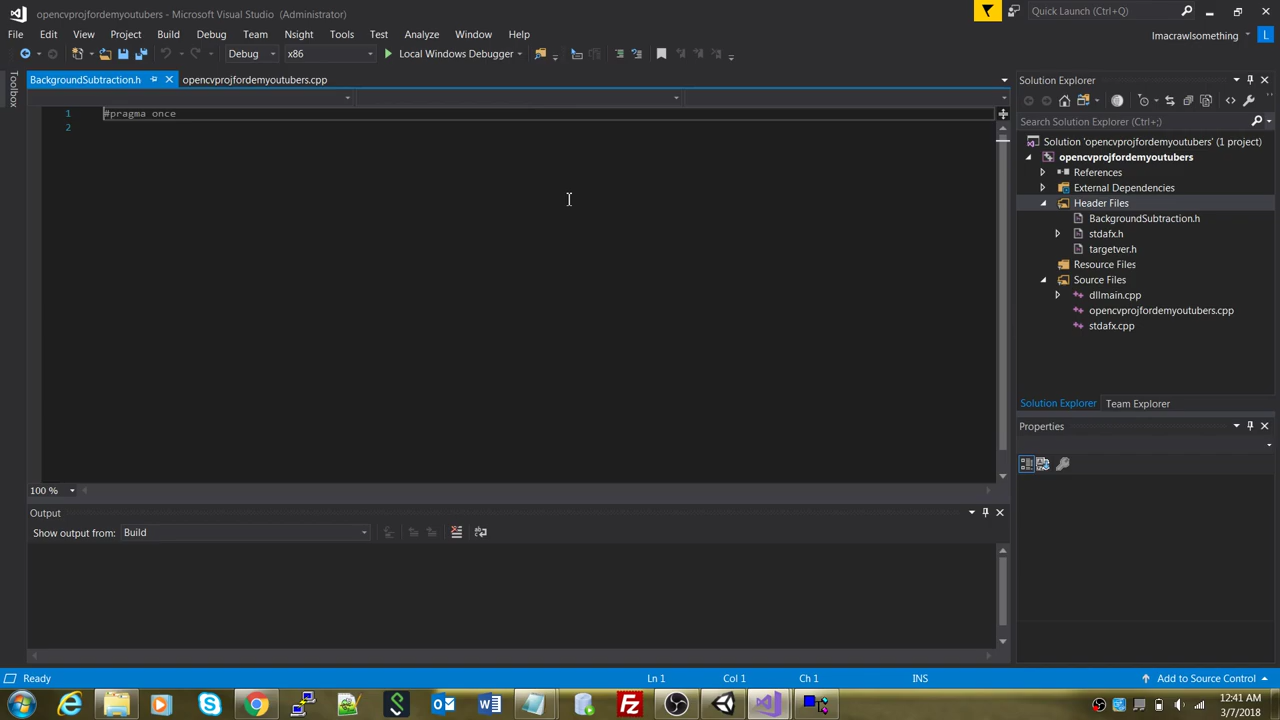 opencvprojfordemyoutubers - Microsoft Visual Studio (Administrator)
Quick Launch (Ctrl+Q)
File Edit View Project Build Debug Team Nsight Tools Test Analyze Window Help
Imacrawlsomething L
Debug x86 Local Windows Debugger
BackgroundSubtraction.h opencvprojfordemyoutubers.cpp
Toolbox
1 #pragma once
2
100 %
Output
Show output from: Build
Solution Explorer
Search Solution Explorer (Ctrl+;)
Solution 'opencvprojfordemyoutubers' (1 project)
opencvprojfordemyoutubers
References
External Dependencies
Header Files
BackgroundSubtraction.h
stdafx.h
targetver.h
Resource Files
Source Files
dllmain.cpp
opencvprojfordemyoutubers.cpp
stdafx.cpp
Solution Explorer Team Explorer
Properties
Ready Ln 1 Col 1 Ch 1 INS Add to Source Control
12:41 AM
3/7/2018